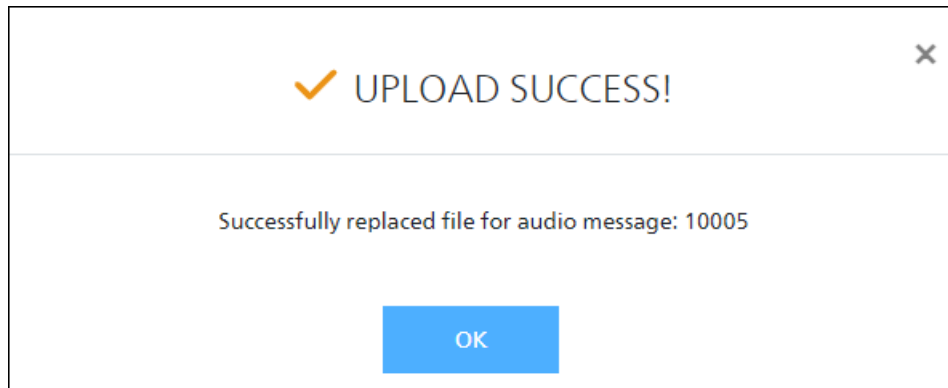 UPLOAD SUCCESS!
Successfully replaced file for audio message: 10005
OK